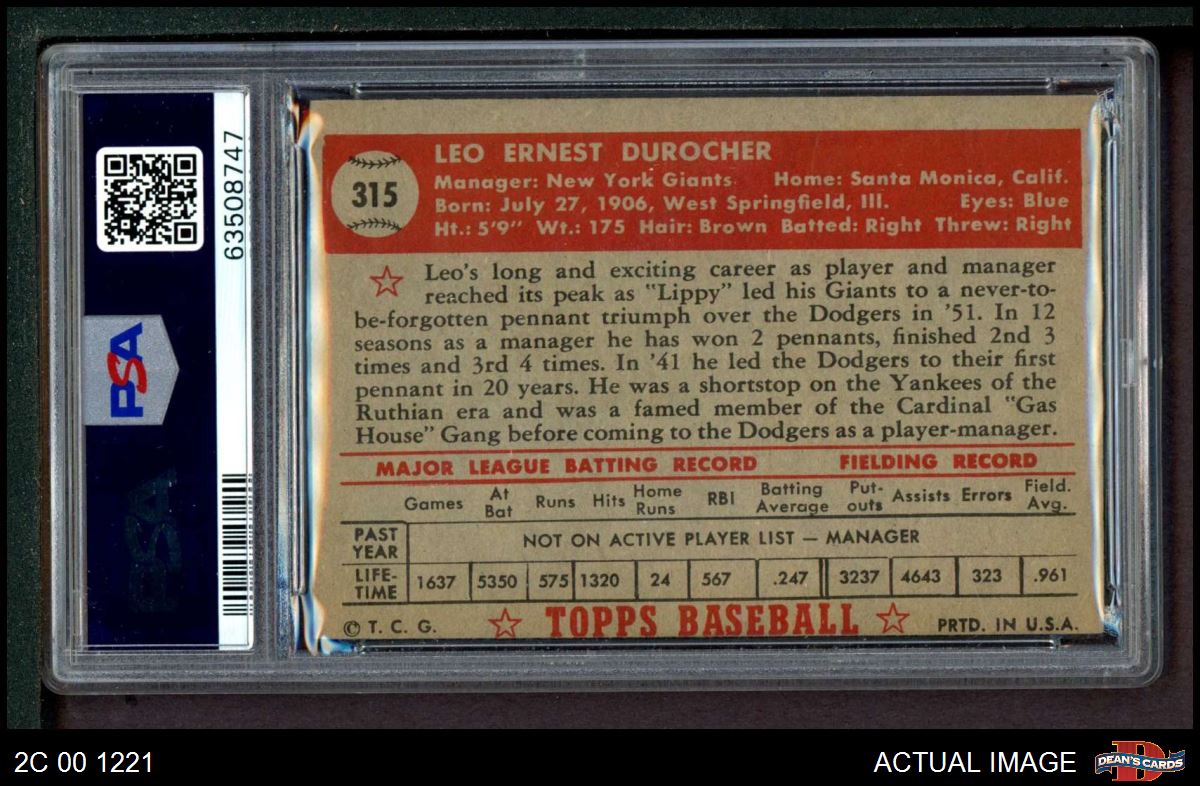 63508747
PSA
315
LEO ERNEST DUROCHER
Manager: New York Giants Home: Santa Monica, Calif.
Born: July 27, 1906, West Springfield, Ill. Eyes: Blue
Ht.: 5'9" Wt.: 175 Hair: Brown Batted: Right Threw: Right
Leo's long and exciting career as player and manager
reached its peak as "Lippy" led his Giants to a never-to-
be-forgotten pennant triumph over the Dodgers in '51. In 12
seasons as a manager he has won 2 pennants, finished 2nd 3
times and 3rd 4 times. In '41 he led the Dodgers to their first
pennant in 20 years. He was a shortstop on the Yankees of the
Ruthian era and was a famed member of the Cardinal "Gas
House" Gang before coming to the Dodgers as a player-manager.
MAJOR LEAGUE BATTING RECORD FIELDING RECORD
Games At Bat Runs Hits Home Runs RBI Batting Average Put-outs Assists Errors Field. Avg.
PAST YEAR NOT ON ACTIVE PLAYER LIST — MANAGER
LIFE-TIME 1637 5350 575 1320 24 567 .247 3237 4643 323 .961
© T. C. G. TOPPS BASEBALL PRTD. IN U.S.A.
2C 00 1221 ACTUAL IMAGE DEAN'S CARDS